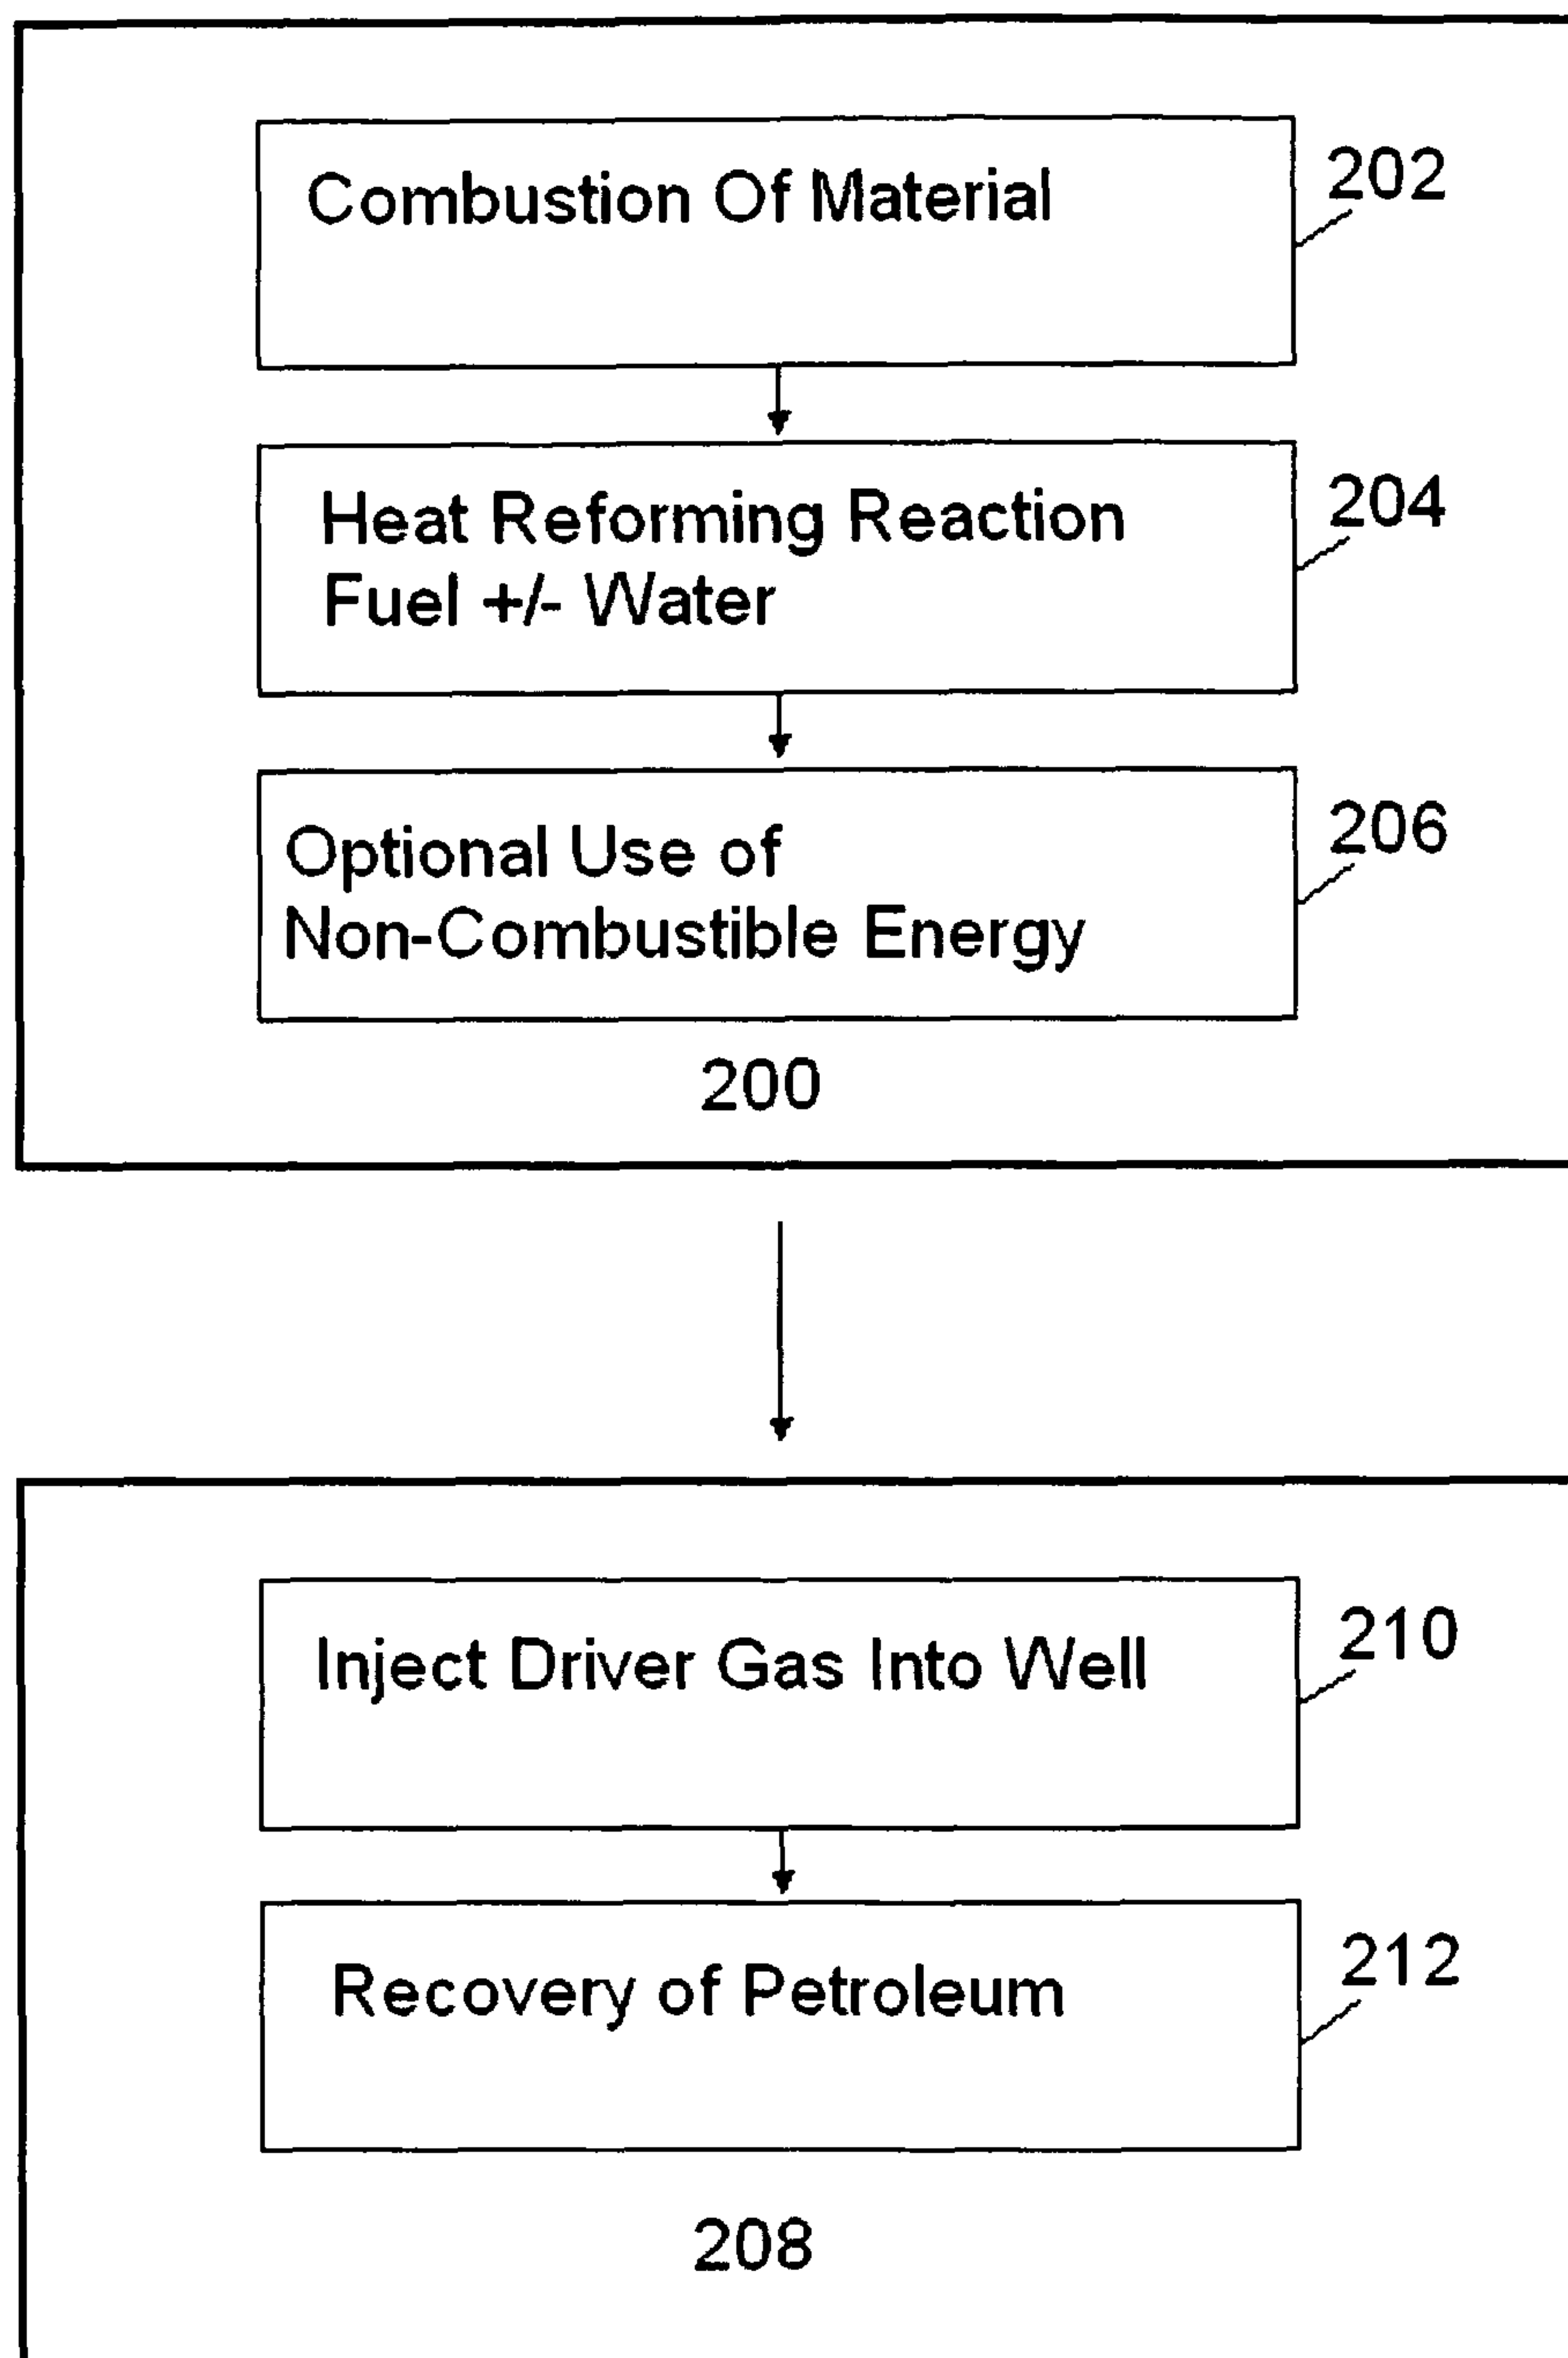 Combustion Of Material
202
Heat Reforming Reaction
Fuel +/- Water
204
Optional Use of
Non-Combustible Energy
206
200
Inject Driver Gas Into Well
210
Recovery of Petroleum
212
208